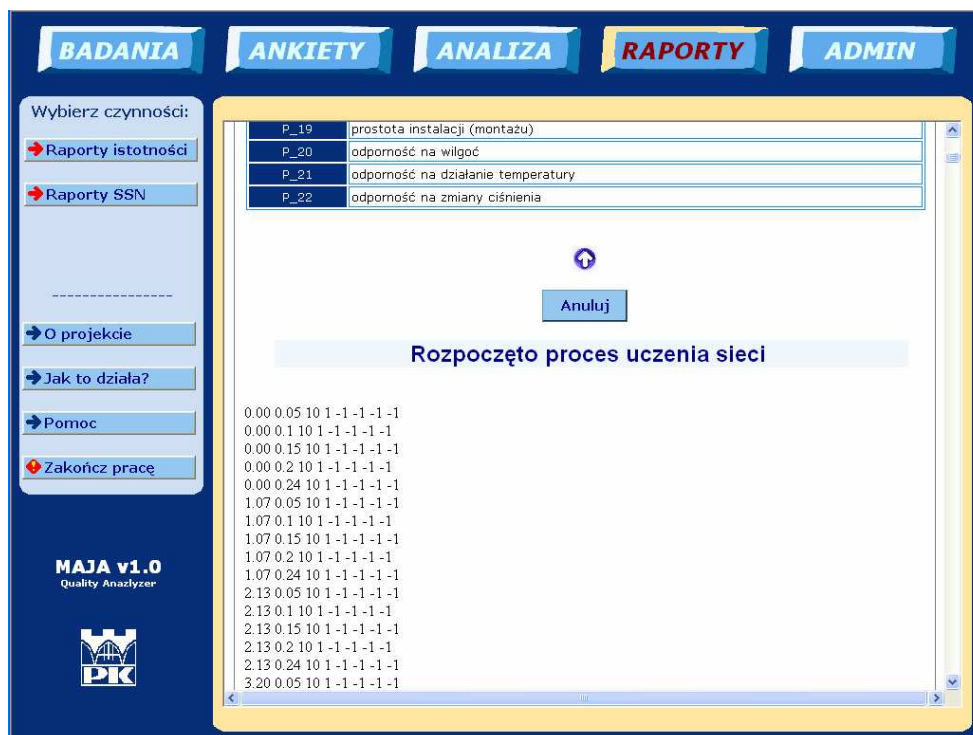 BADANIA ANKIETY ANALIZA RAPORTY ADMIN
Wybierz czynności:
Raporty istotności
Raporty SSN
----------------
O projekcie
Jak to działa?
Pomoc
Zakończ pracę
MAJA v1.0
Quality Anazlyzer
PK
P_19 prostota instalacji (montażu)
P_20 odporność na wilgoć
P_21 odporność na działanie temperatury
P_22 odporność na zmiany ciśnienia
Anuluj
Rozpoczęto proces uczenia sieci
0.00 0.05 10 1 -1 -1 -1 -1
0.00 0.1 10 1 -1 -1 -1 -1
0.00 0.15 10 1 -1 -1 -1 -1
0.00 0.2 10 1 -1 -1 -1 -1
0.00 0.24 10 1 -1 -1 -1 -1
1.07 0.05 10 1 -1 -1 -1 -1
1.07 0.1 10 1 -1 -1 -1 -1
1.07 0.15 10 1 -1 -1 -1 -1
1.07 0.2 10 1 -1 -1 -1 -1
1.07 0.24 10 1 -1 -1 -1 -1
2.13 0.05 10 1 -1 -1 -1 -1
2.13 0.1 10 1 -1 -1 -1 -1
2.13 0.15 10 1 -1 -1 -1 -1
2.13 0.2 10 1 -1 -1 -1 -1
2.13 0.24 10 1 -1 -1 -1 -1
3.20 0.05 10 1 -1 -1 -1 -1